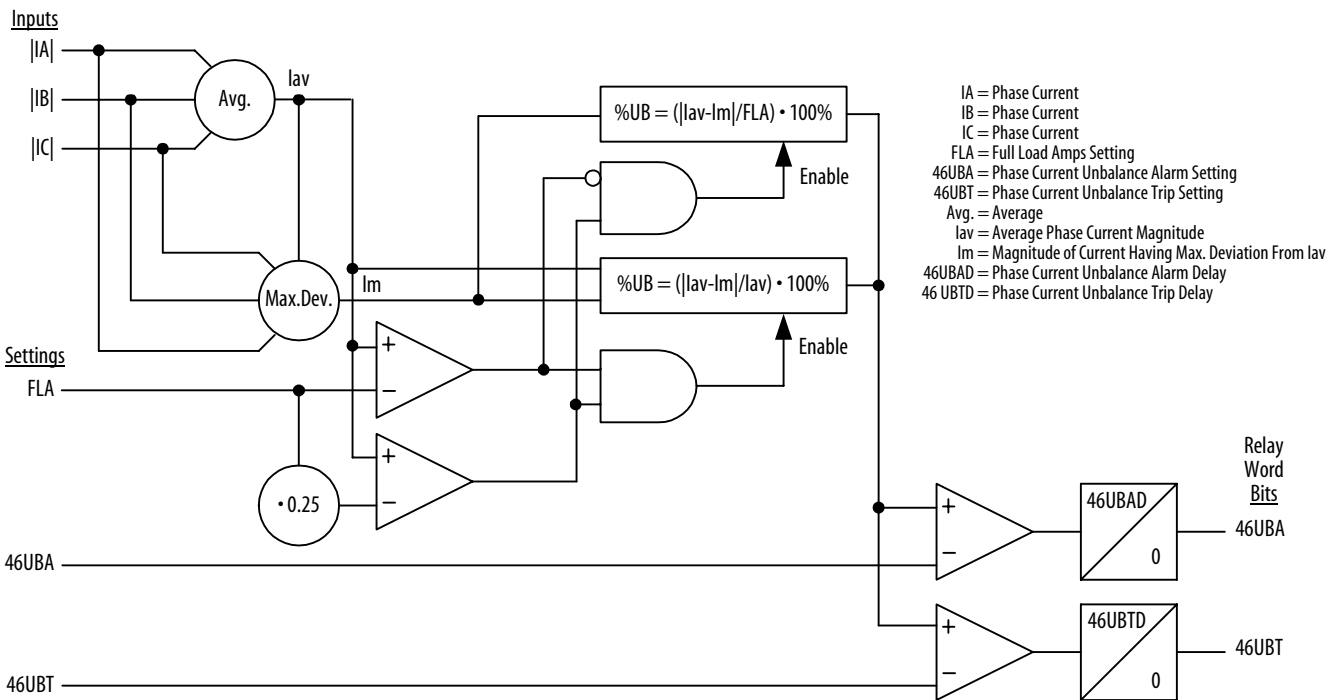 Inputs
|IA|
|IB|
|IC|
Avg.
Iav
Max.Dev.
Im
%UB = (|Iav-Im|/FLA) • 100%
Enable
%UB = (|Iav-Im|/Iav) • 100%
Enable
IA = Phase Current
IB = Phase Current
IC = Phase Current
FLA = Full Load Amps Setting
46UBA = Phase Current Unbalance Alarm Setting
46UBT = Phase Current Unbalance Trip Setting
Avg. = Average
Iav = Average Phase Current Magnitude
Im = Magnitude of Current Having Max. Deviation From Iav
46UBAD = Phase Current Unbalance Alarm Delay
46 UBTD = Phase Current Unbalance Trip Delay
Settings
FLA
+
–
• 0.25
+
–
Relay
Word
Bits
46UBA
+
–
46UBAD
0
46UBA
46UBT
+
–
46UBTD
0
46UBT